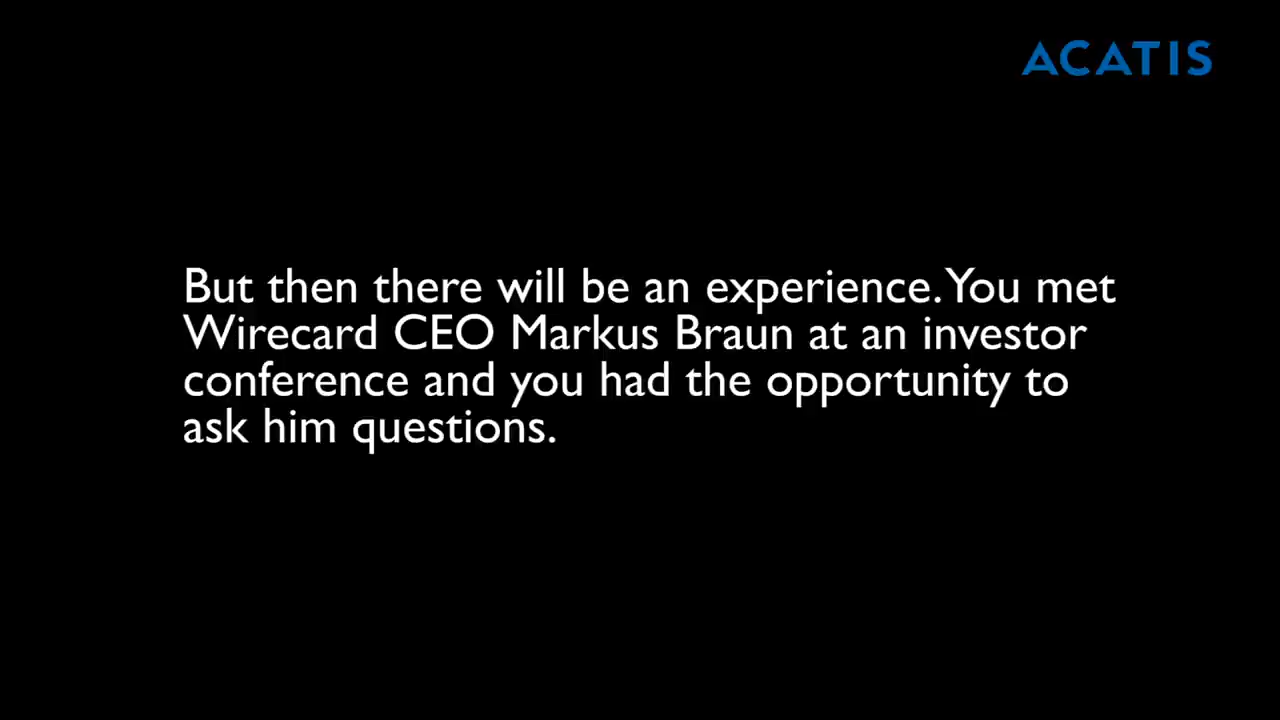 ACATIS
But then there will be an experience. You met
Wirecard CEO Markus Braun at an investor
conference and you had the opportunity to
ask him questions.